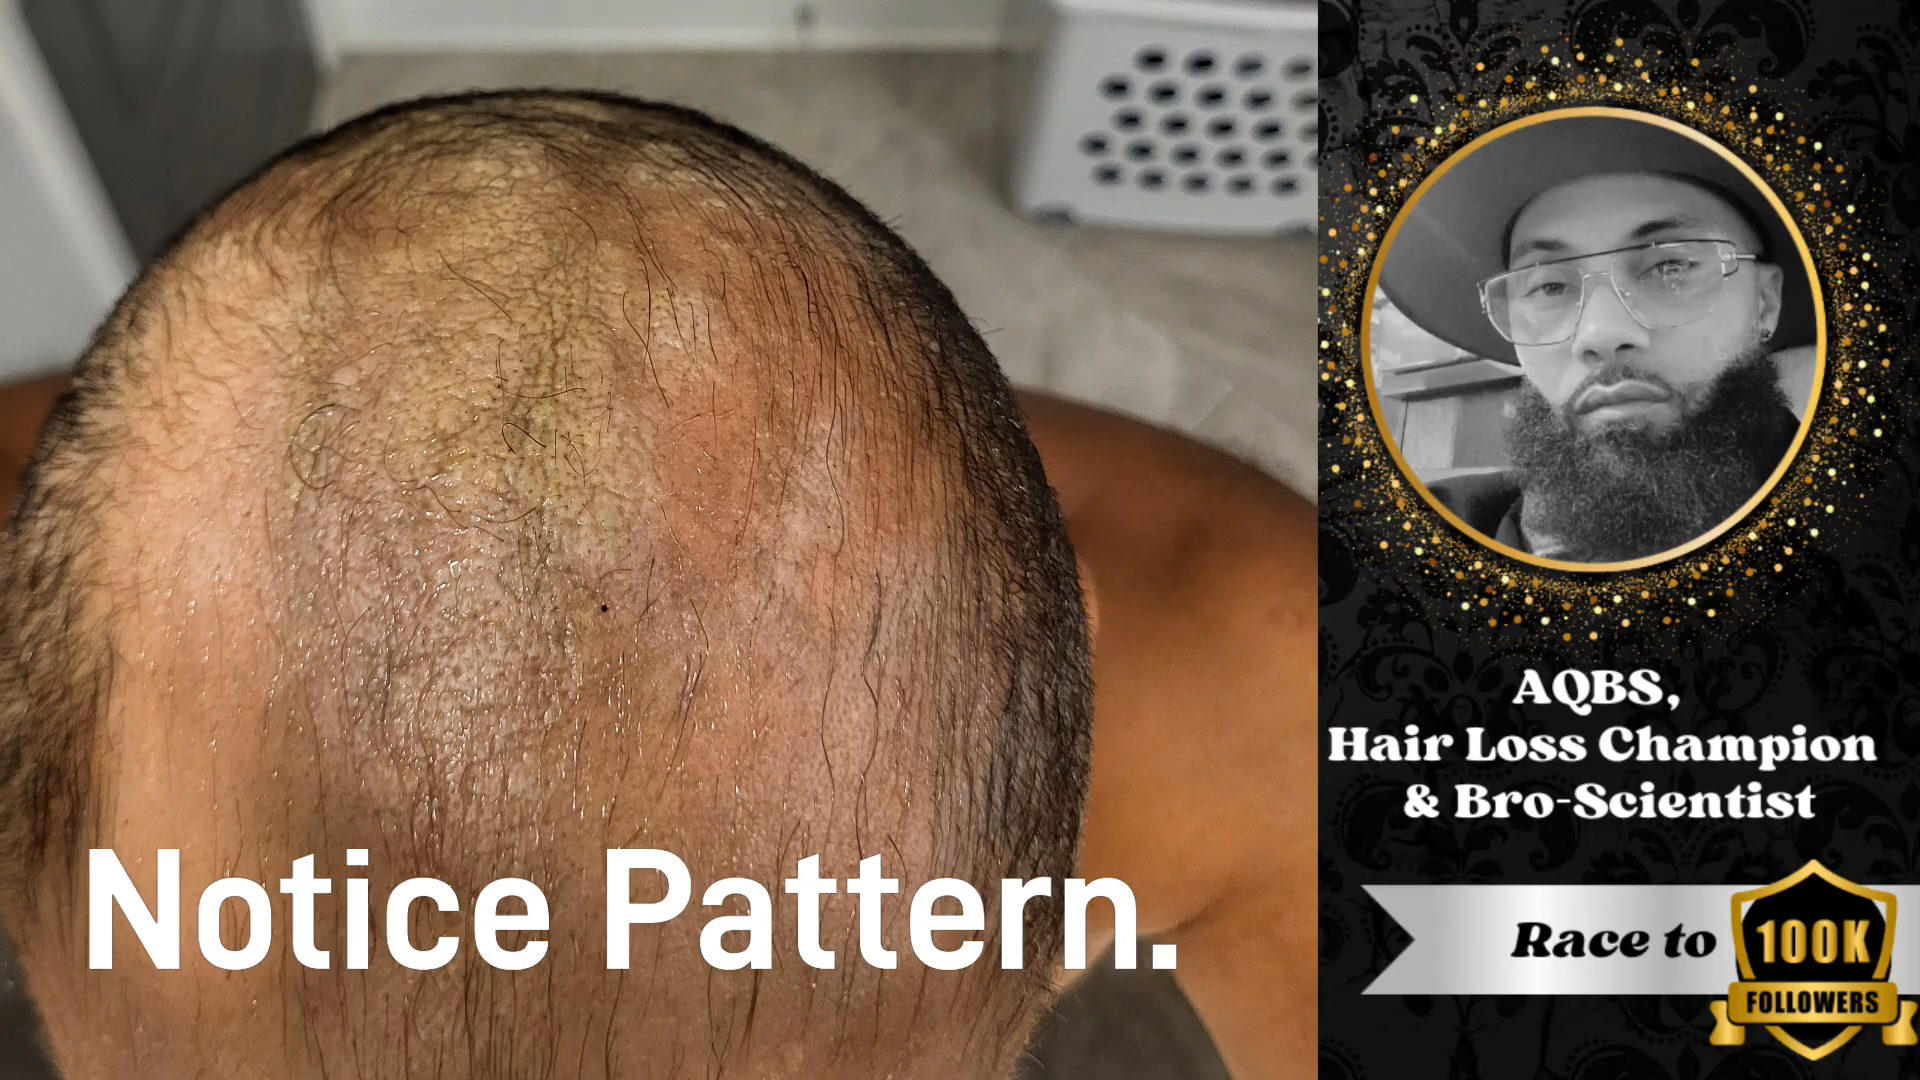 Notice Pattern.
AQBS,
Hair Loss Champion
& Bro-Scientist
Race to
100K
FOLLOWERS